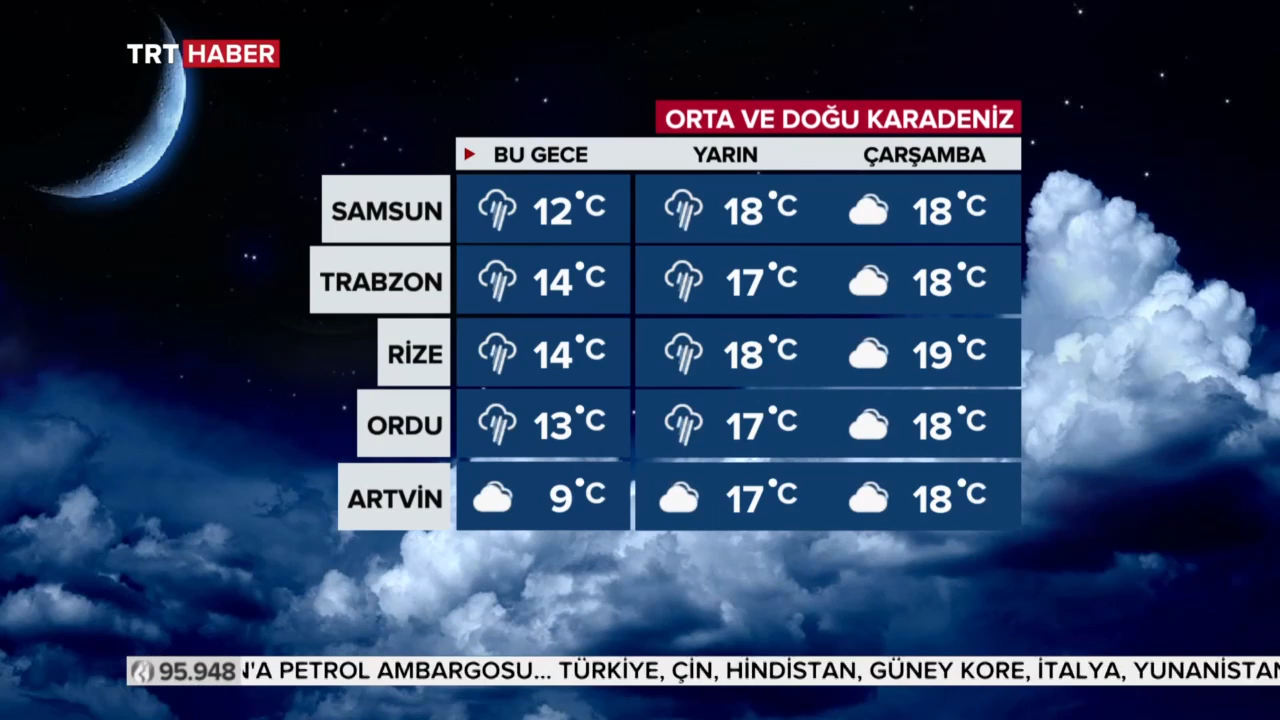 TRT HABER
ORTA VE DOĞU KARADENİZ
BU GECE YARIN ÇARŞAMBA
SAMSUN 12°C 18°C 18°C
TRABZON 14°C 17°C 18°C
RİZE 14°C 18°C 19°C
ORDU 13°C 17°C 18°C
ARTVİN 9°C 17°C 18°C
95.948 N'A PETROL AMBARGOSU... TÜRKİYE, ÇİN, HİNDİSTAN, GÜNEY KORE, İTALYA, YUNANİSTAN